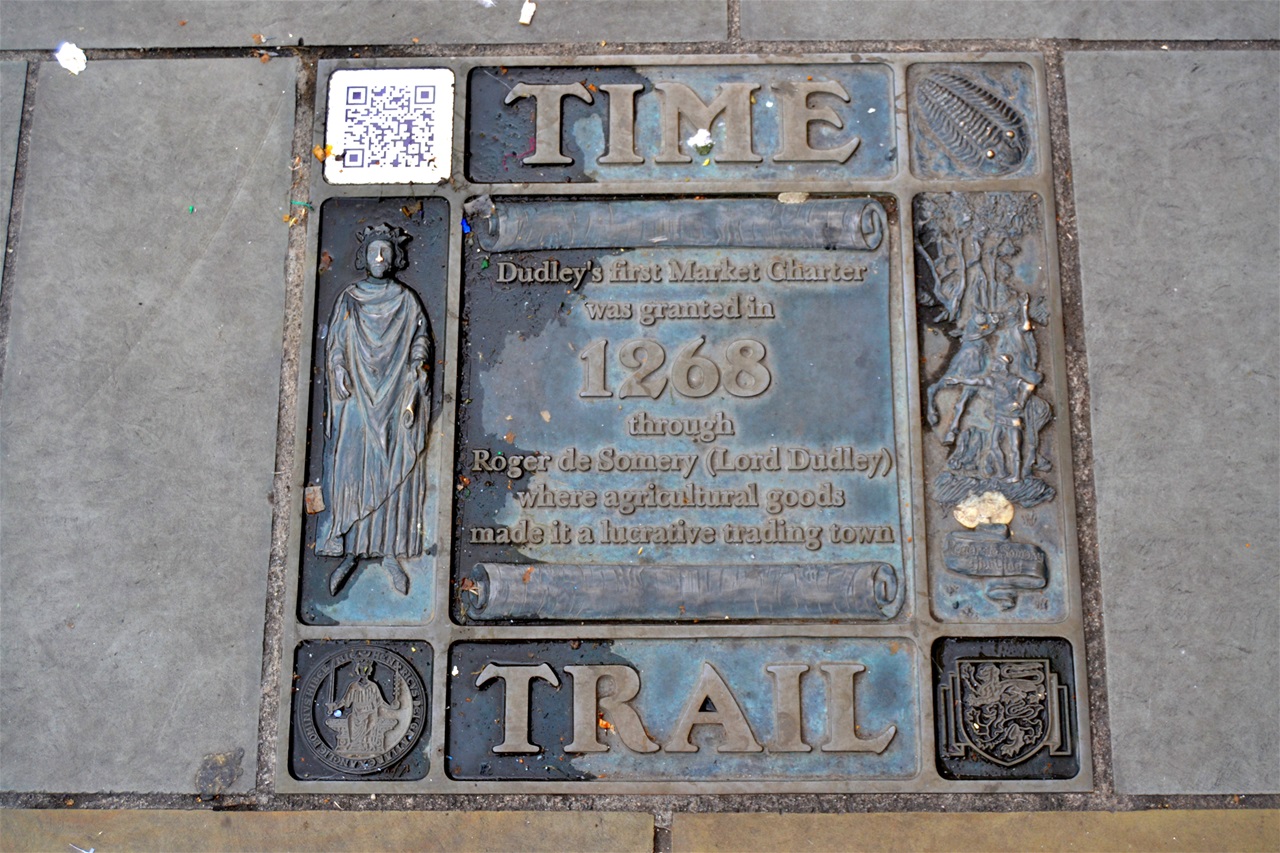 TIME
Dudley's first Market Charter
was granted in
1268
through
Roger de Somery (Lord Dudley)
where agricultural goods
made it a lucrative trading town
TRAIL